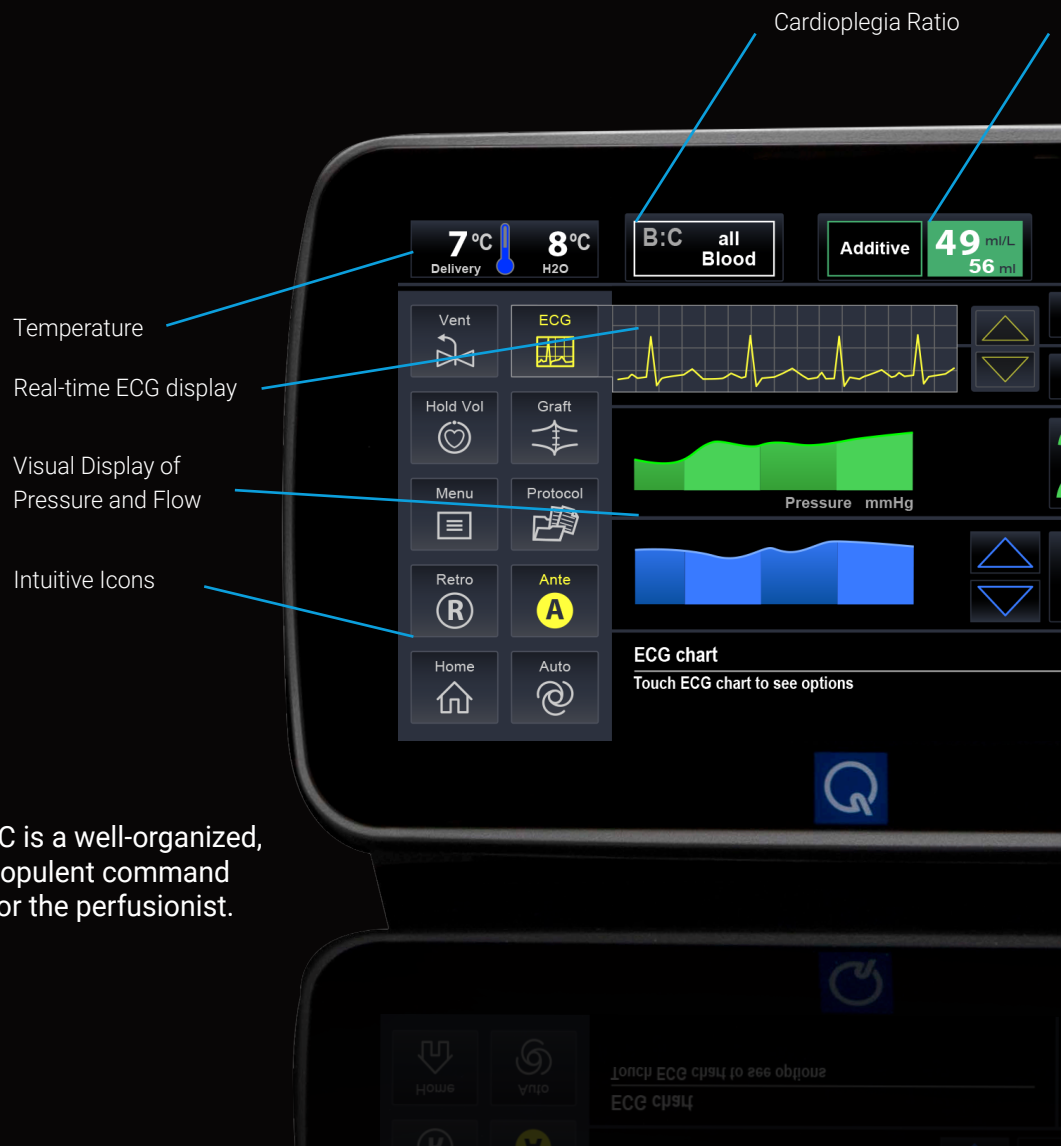 Cardioplegia Ratio
7 ºC
8 ºC
Delivery
H2O
B:C all
Blood
Additive
49 ml/L
56 ml
Temperature
Real-time ECG display
Visual Display of
Pressure and Flow
Intuitive Icons
Vent
ECG
Hold Vol
Graft
Menu
Protocol
Retro
R
Ante
A
Home
Auto
Pressure mmHg
ECG chart
Touch ECG chart to see options
C is a well-organized,
opulent command
or the perfusionist.
Touch ECG chart to see options
ECG chart
Home
Auto
R
A